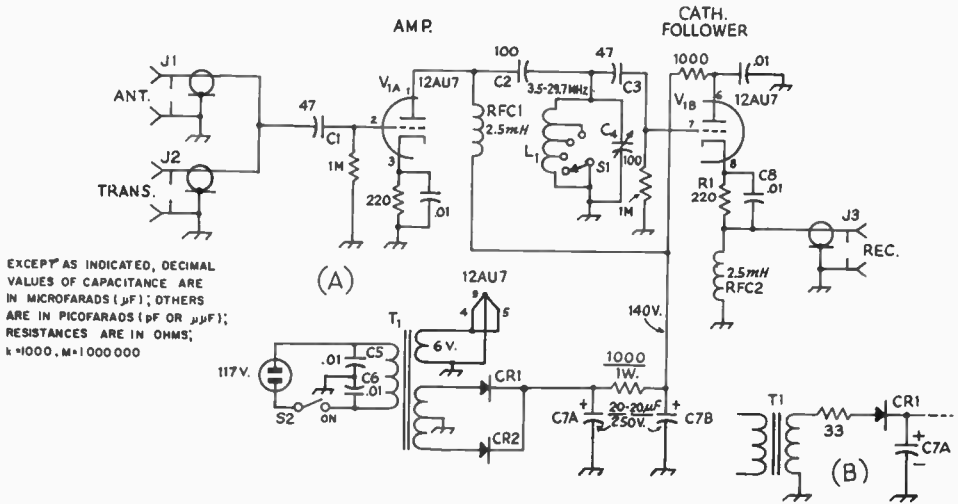 AMP.
CATH.
FOLLOWER
J1
ANT.
J2
TRANS.
47
C1
1M
V1A
12AU7
1
2
3
220
.01
RFC1
2.5mH
100
C2
3.5-29.7MHz
L1
S1
C4
100
47
C3
1M
1000
.01
V1B
12AU7
6
7
8
R1
220
C8
.01
2.5mH
RFC2
J3
REC.
EXCEPT AS INDICATED, DECIMAL
VALUES OF CAPACITANCE ARE
IN MICROFARADS (μF); OTHERS
ARE IN PICOFARADS (pF OR μμF);
RESISTANCES ARE IN OHMS;
k=1000, M=1000000
(A)
117V.
S2
ON
.01
C5
C6
.01
T1
6V.
12AU7
9
4
5
CR1
CR2
140V.
1000
1W.
C7A
+
20-20μF
250V.
+
C7B
T1
33
CR1
+
C7A
-
(B)